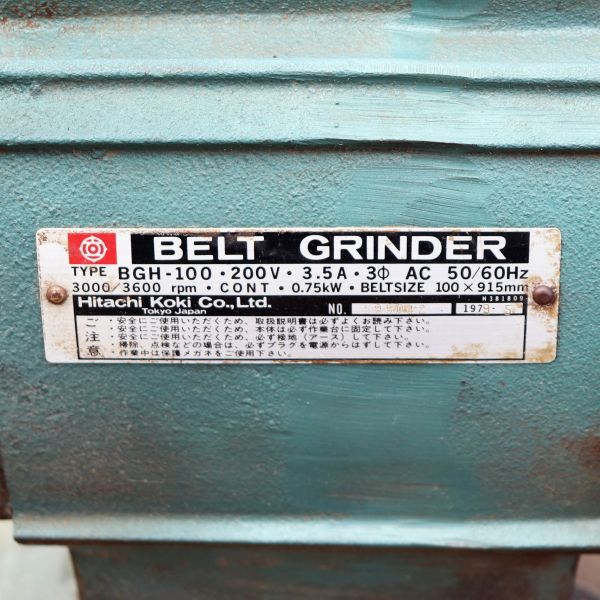 BELT GRINDER
TYPE BGH-100・200V・3.5A・3Φ AC 50/60Hz
3000/3600 rpm・CONT・0.75kW・BELTSIZE 100×915mm
Hitachi Koki Co., Ltd.
Tokyo Japan
H381809
NO. 1979-5
ご注意
・安全にご使用いただくため、取扱説明書は必ずよくお読み下さい。
・安全にご使用いただくため、本体は必ず作業台に固定して下さい。
・安全にご使用いただくため、必ず接地(アース)して下さい。
・掃除、点検などの場合は、必ずプラグを電源からはずして下さい。
・作業中は保護メガネをご使用下さい。